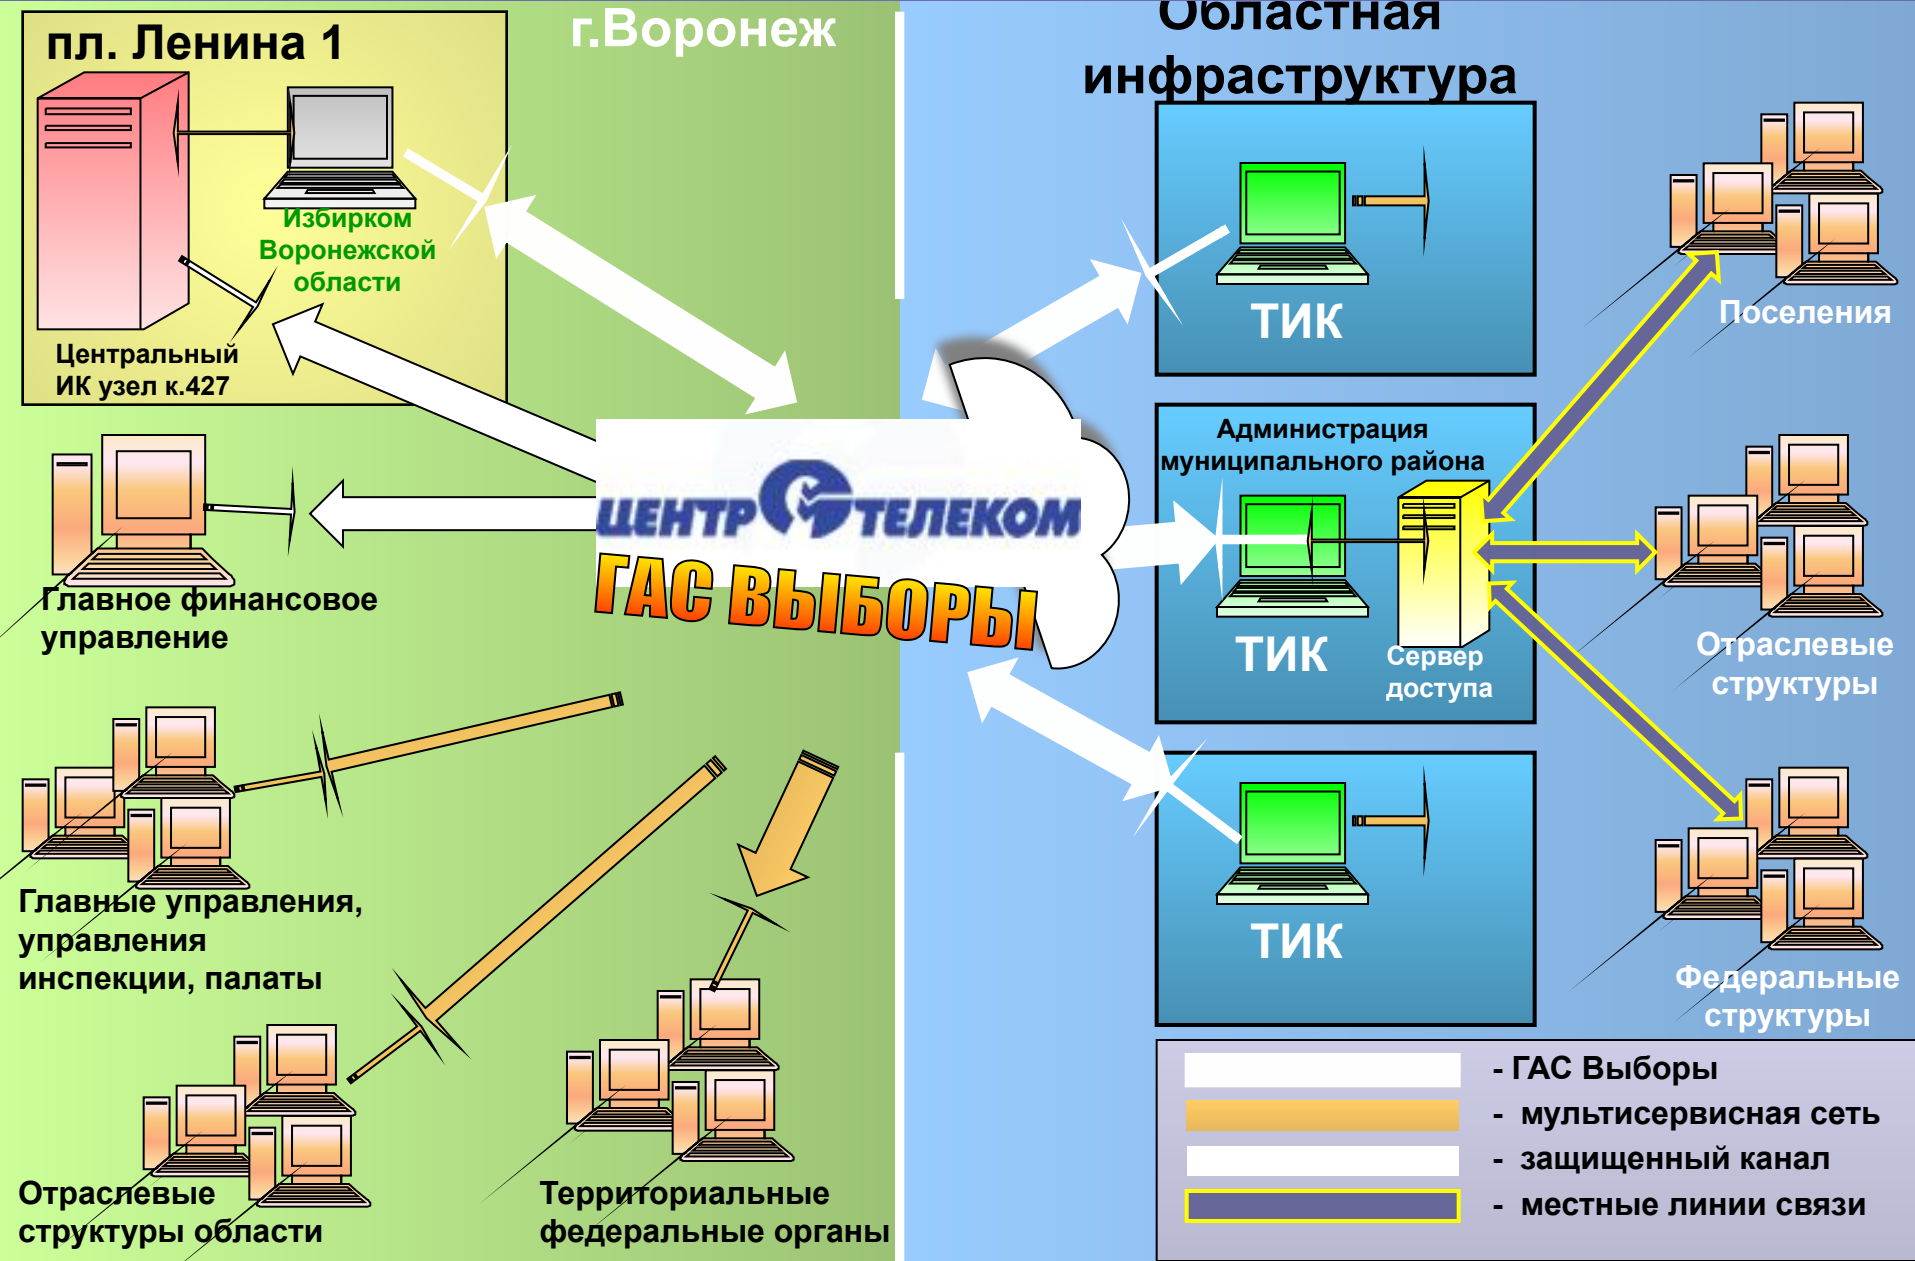 г.Воронеж
Областная
инфраструктура
пл. Ленина 1
Избирком
Воронежской
области
Центральный
ИК узел к.427
Главное финансовое
управление
Главные управления,
управления
инспекции, палаты
Отраслевые
структуры области
Территориальные
федеральные органы
ЦЕНТР ТЕЛЕКОМ
ГАС ВЫБОРЫ
ТИК
Администрация
муниципального района
ТИК
Сервер
доступа
ТИК
Поселения
Отраслевые
структуры
Федеральные
структуры
- ГАС Выборы
- мультисервисная сеть
- защищенный канал
- местные линии связи